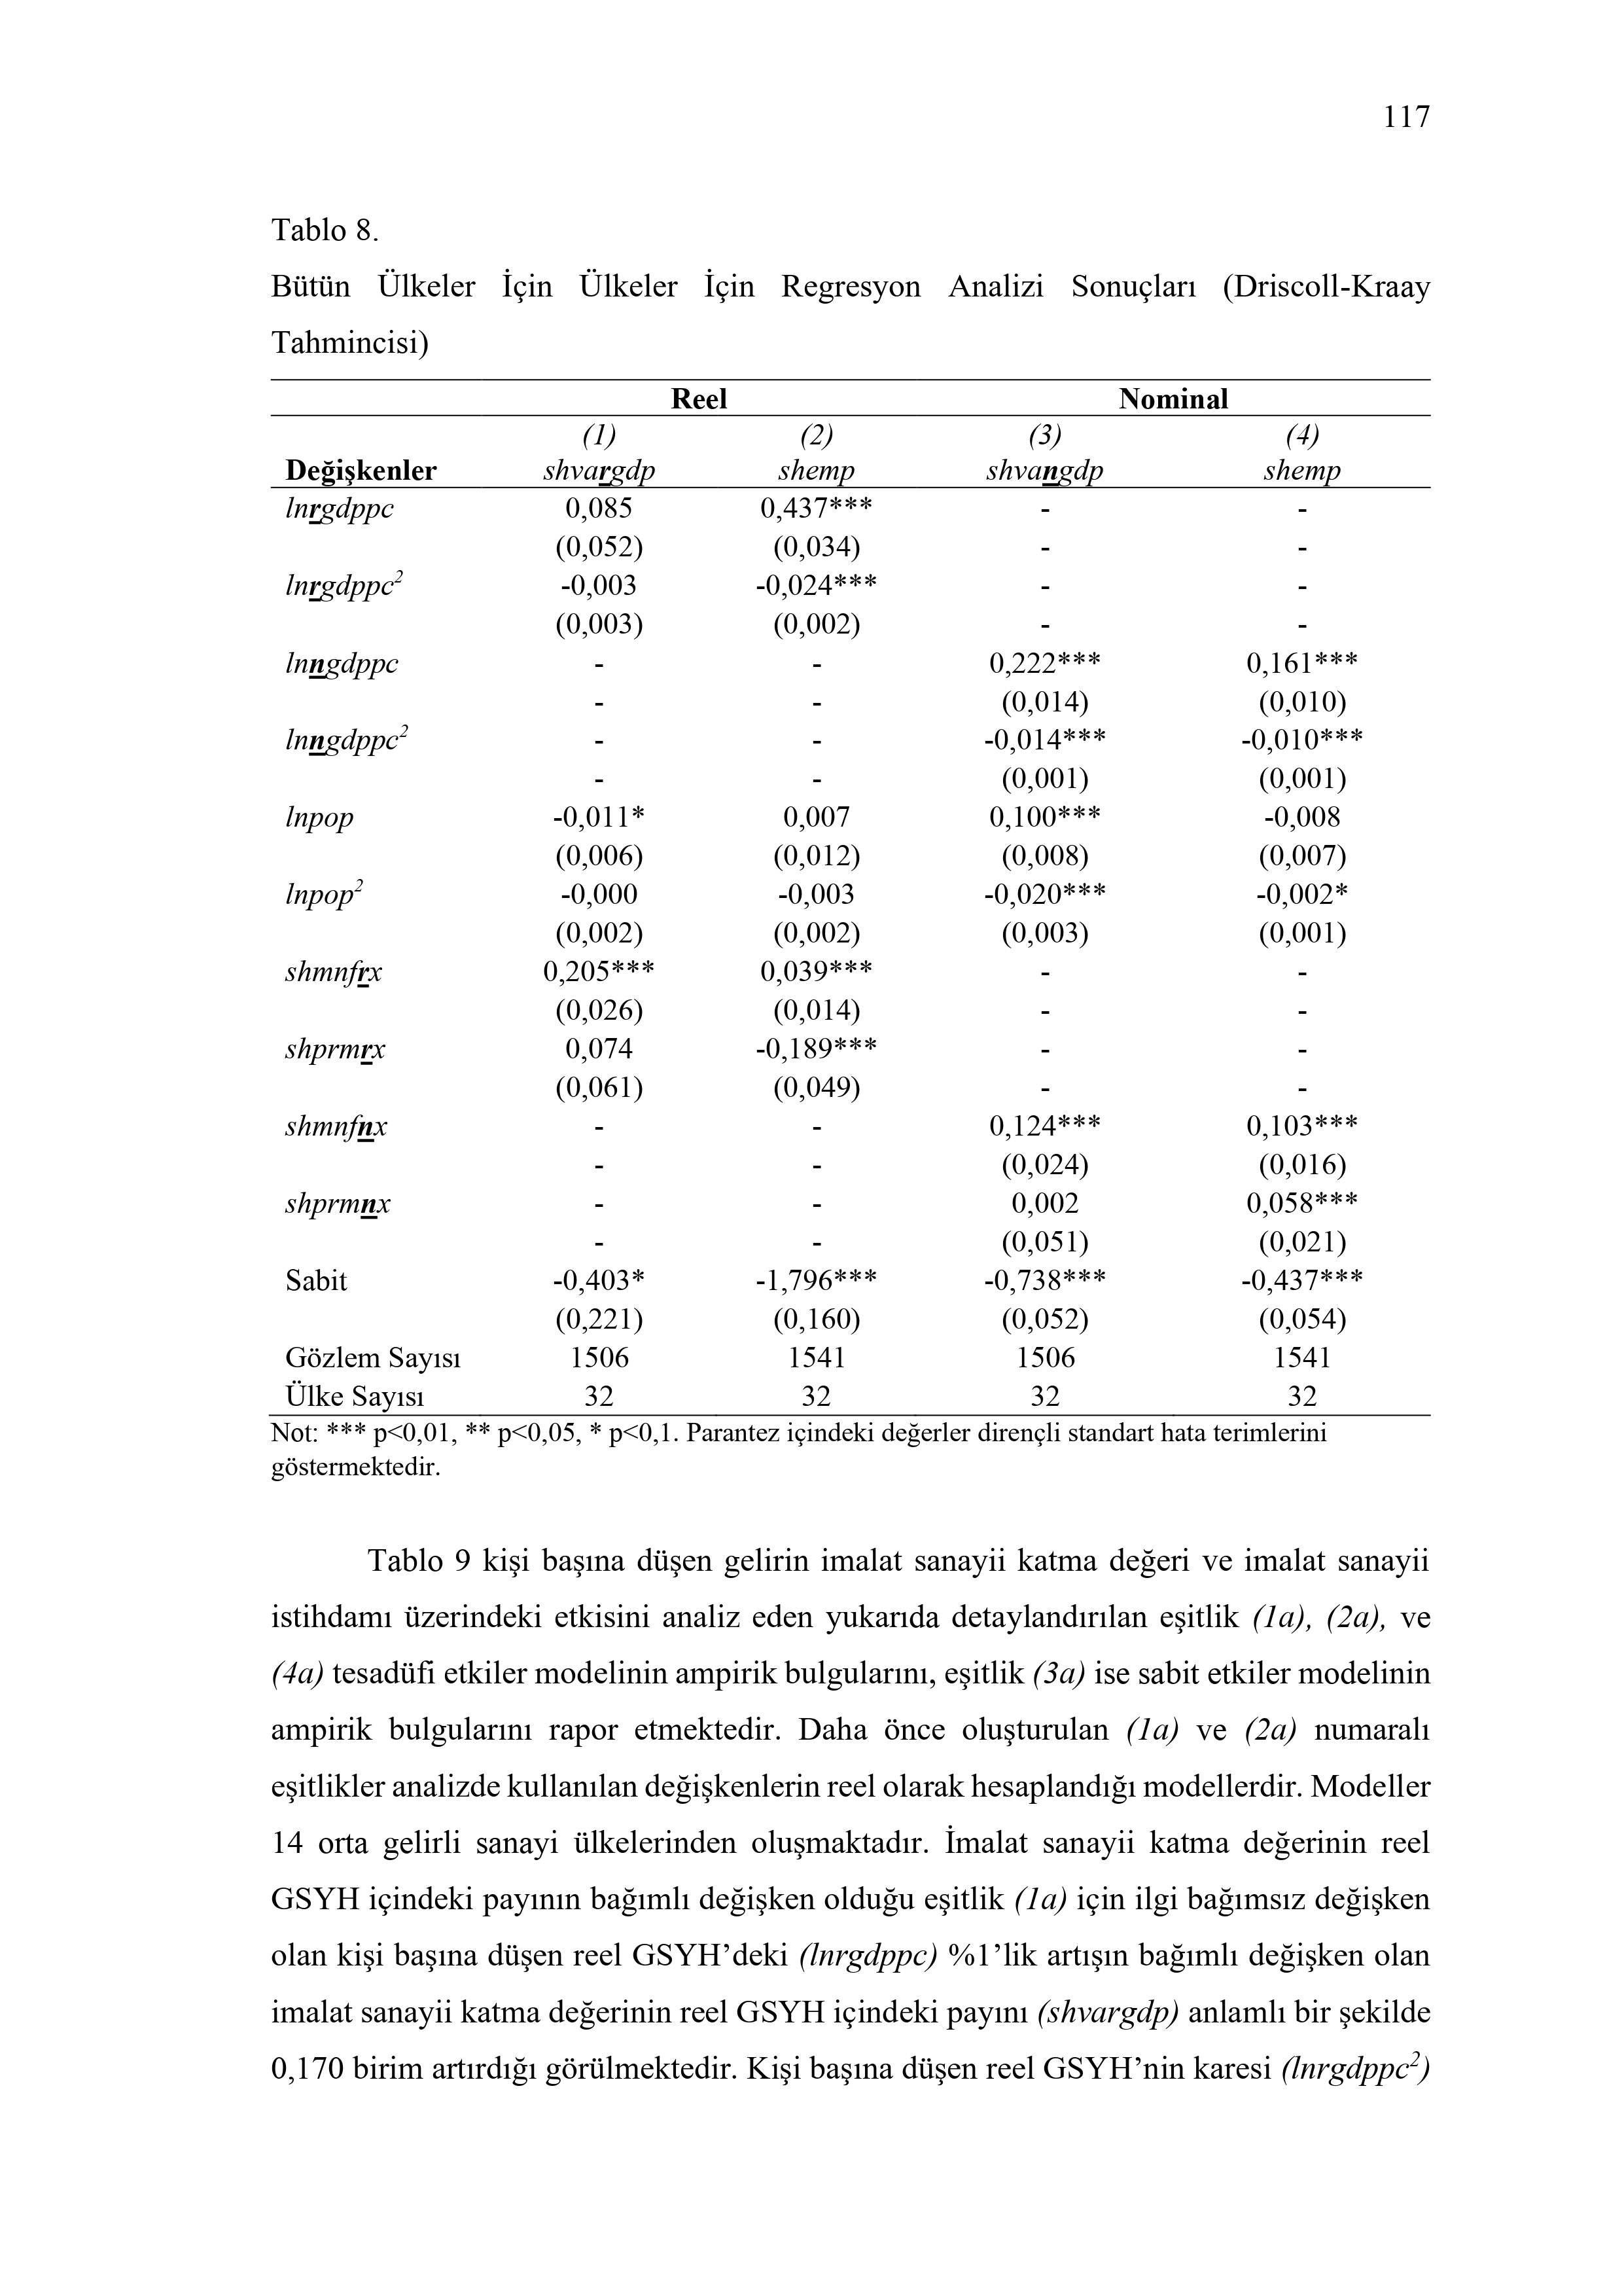 117
Tablo 8.
Bütün Ülkeler İçin Ülkeler İçin Regresyon Analizi Sonuçları (Driscoll-Kraay
Tahmincisi)
Reel Nominal
(1) (2) (3) (4)
Değişkenler shvargdp shemp shvangdp shemp
lnrgdppc 0,085 0,437*** - -
(0,052) (0,034) - -
lnrgdppc² -0,003 -0,024*** - -
(0,003) (0,002) - -
lnngdppc - - 0,222*** 0,161***
- - (0,014) (0,010)
lnngdppc² - - -0,014*** -0,010***
- - (0,001) (0,001)
lnpop -0,011* 0,007 0,100*** -0,008
(0,006) (0,012) (0,008) (0,007)
lnpop² -0,000 -0,003 -0,020*** -0,002*
(0,002) (0,002) (0,003) (0,001)
shmnfrx 0,205*** 0,039*** - -
(0,026) (0,014) - -
shprmrx 0,074 -0,189*** - -
(0,061) (0,049) - -
shmnfnx - - 0,124*** 0,103***
- - (0,024) (0,016)
shprmnx - - 0,002 0,058***
- - (0,051) (0,021)
Sabit -0,403* -1,796*** -0,738*** -0,437***
(0,221) (0,160) (0,052) (0,054)
Gözlem Sayısı 1506 1541 1506 1541
Ülke Sayısı 32 32 32 32
Not: *** p<0,01, ** p<0,05, * p<0,1. Parantez içindeki değerler dirençli standart hata terimlerini
göstermektedir.
Tablo 9 kişi başına düşen gelirin imalat sanayii katma değeri ve imalat sanayii
istihdamı üzerindeki etkisini analiz eden yukarıda detaylandırılan eşitlik (1a), (2a), ve
(4a) tesadüfi etkiler modelinin ampirik bulgularını, eşitlik (3a) ise sabit etkiler modelinin
ampirik bulgularını rapor etmektedir. Daha önce oluşturulan (1a) ve (2a) numaralı
eşitlikler analizde kullanılan değişkenlerin reel olarak hesaplandığı modellerdir. Modeller
14 orta gelirli sanayi ülkelerinden oluşmaktadır. İmalat sanayii katma değerinin reel
GSYH içindeki payının bağımlı değişken olduğu eşitlik (1a) için ilgi bağımsız değişken
olan kişi başına düşen reel GSYH’deki (lnrgdppc) %1’lik artışın bağımlı değişken olan
imalat sanayii katma değerinin reel GSYH içindeki payını (shvargdp) anlamlı bir şekilde
0,170 birim artırdığı görülmektedir. Kişi başına düşen reel GSYH’nin karesi (lnrgdppc²)